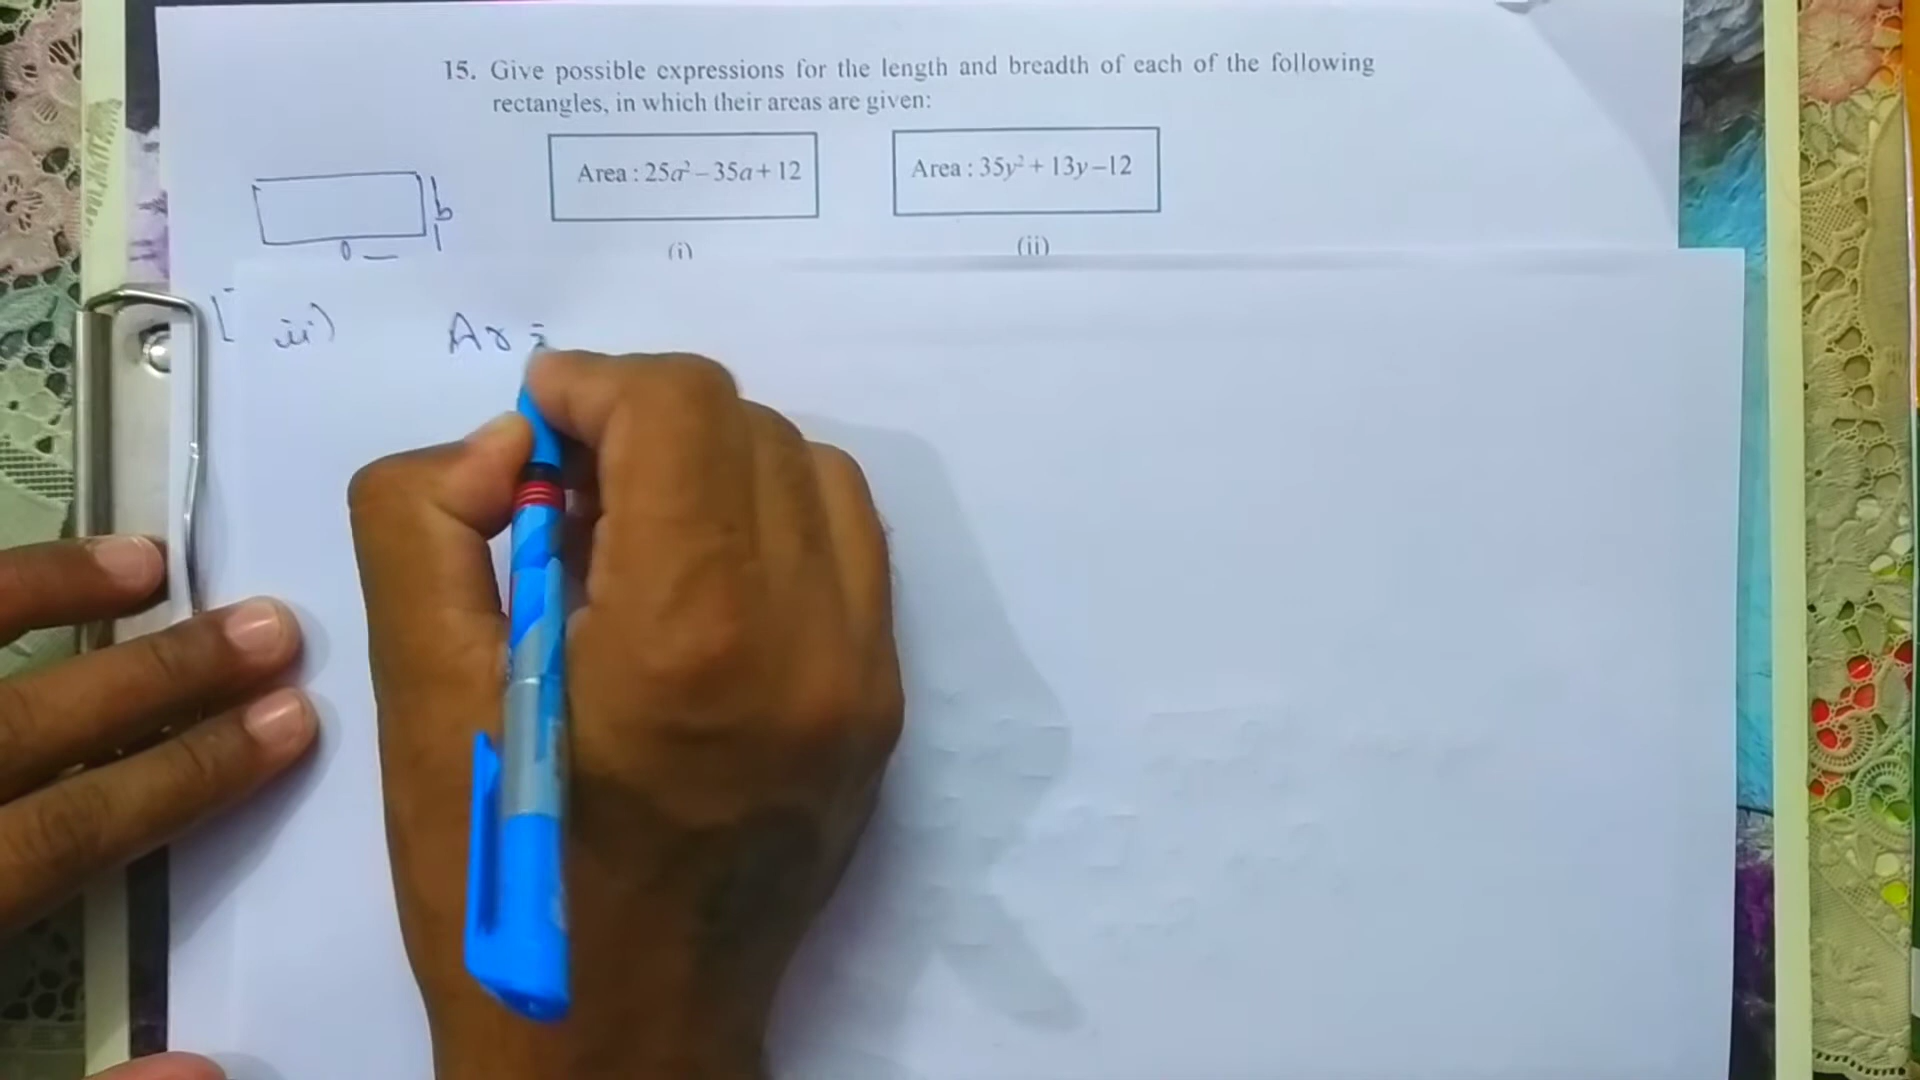 15. Give possible expressions for the length and breadth of each of the following
rectangles, in which their areas are given:
Area : 25a² – 35a + 12
Area : 35y² + 13y – 12
b
(i)
(ii)
ii)
Ar =